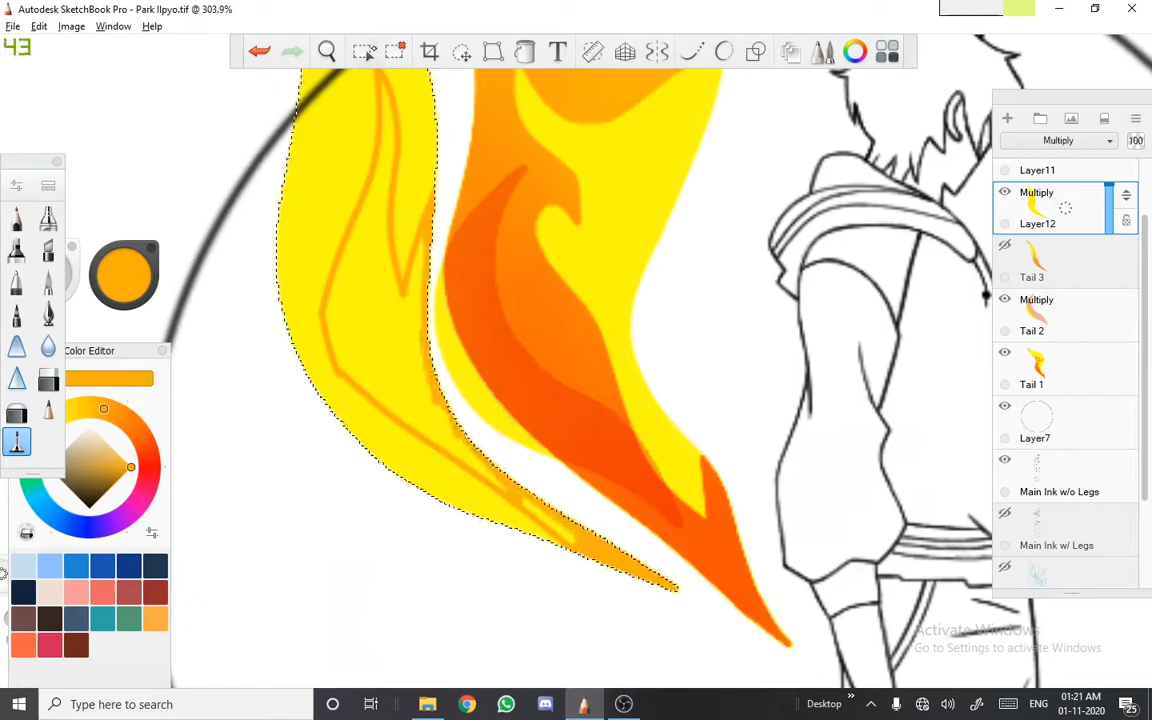 Autodesk SketchBook Pro - Park Ilpyo.tif @ 303.9%
File Edit Image Window Help
43
Multiply 100
Layer11
Multiply
Layer12
Tail 3
Multiply
Tail 2
Tail 1
Layer7
Main Ink w/o Legs
Main Ink w/ Legs
Color Editor
Activate Windows
Go to Settings to activate Windows.
Type here to search
Desktop
ENG
01:21 AM
01-11-2020
25